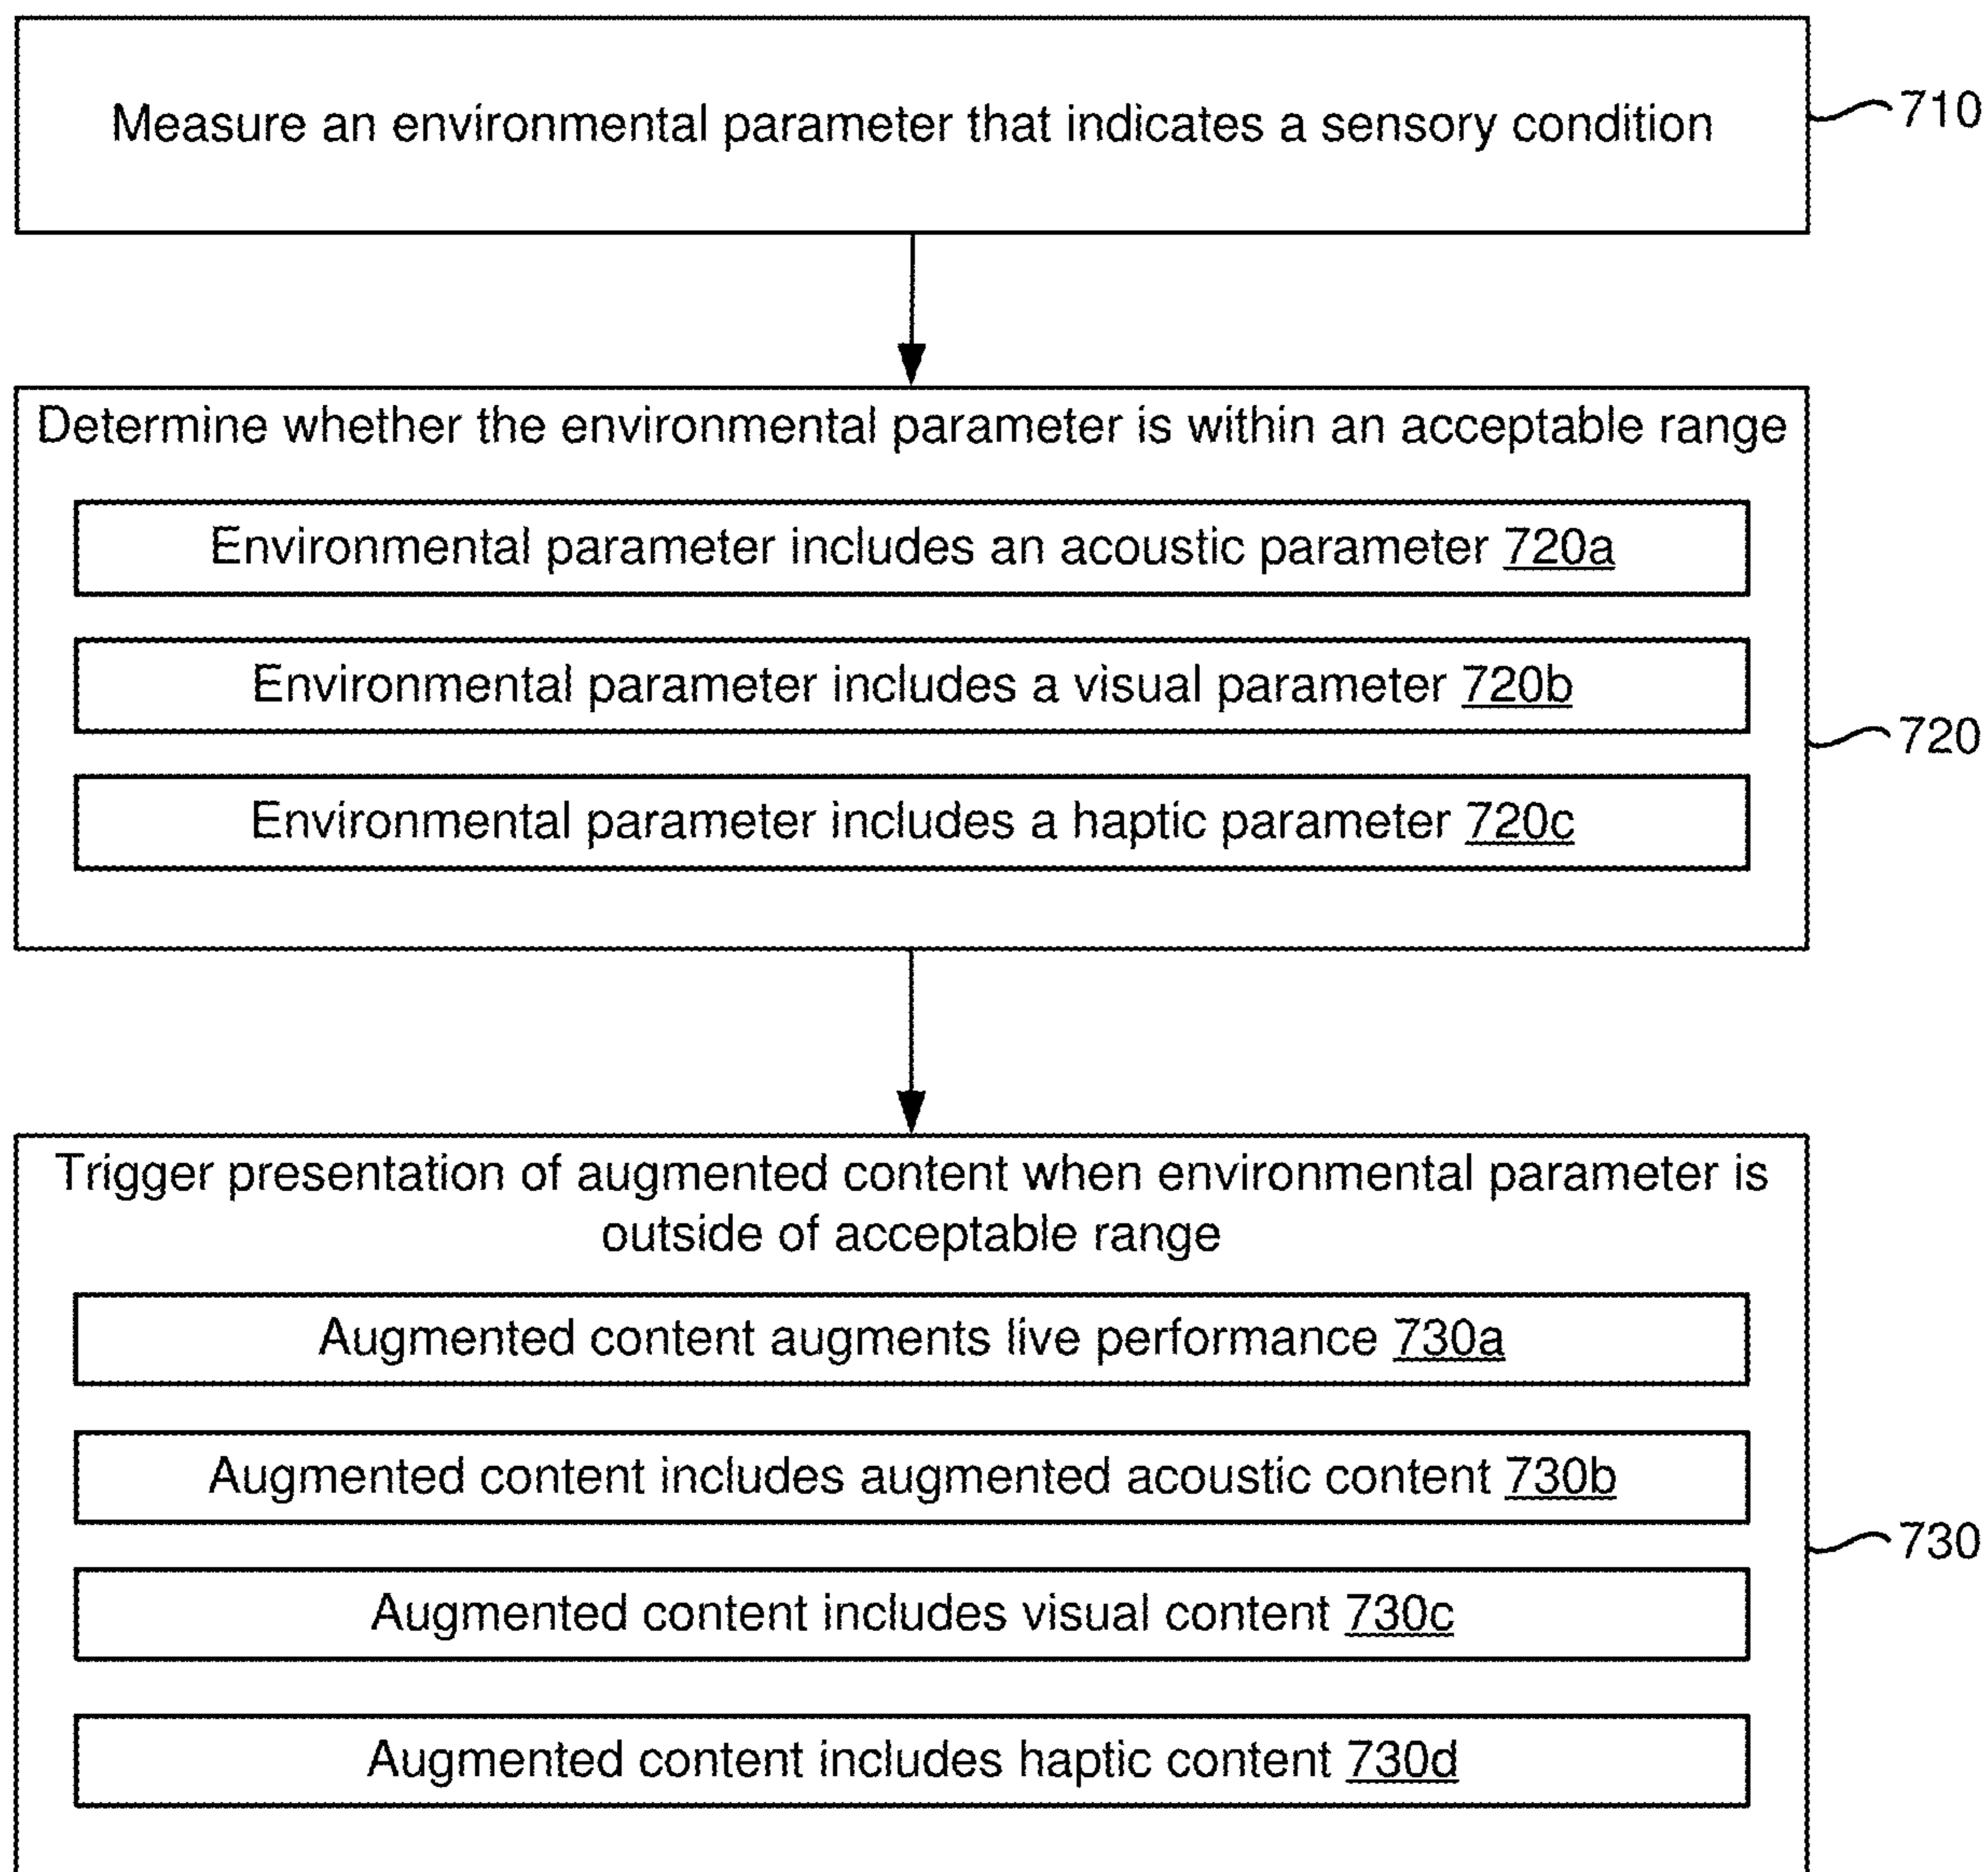 Measure an environmental parameter that indicates a sensory condition
710
Determine whether the environmental parameter is within an acceptable range
Environmental parameter includes an acoustic parameter 720a
Environmental parameter includes a visual parameter 720b
720
Environmental parameter includes a haptic parameter 720c
Trigger presentation of augmented content when environmental parameter is
outside of acceptable range
Augmented content augments live performance 730a
Augmented content includes augmented acoustic content 730b
730
Augmented content includes visual content 730c
Augmented content includes haptic content 730d